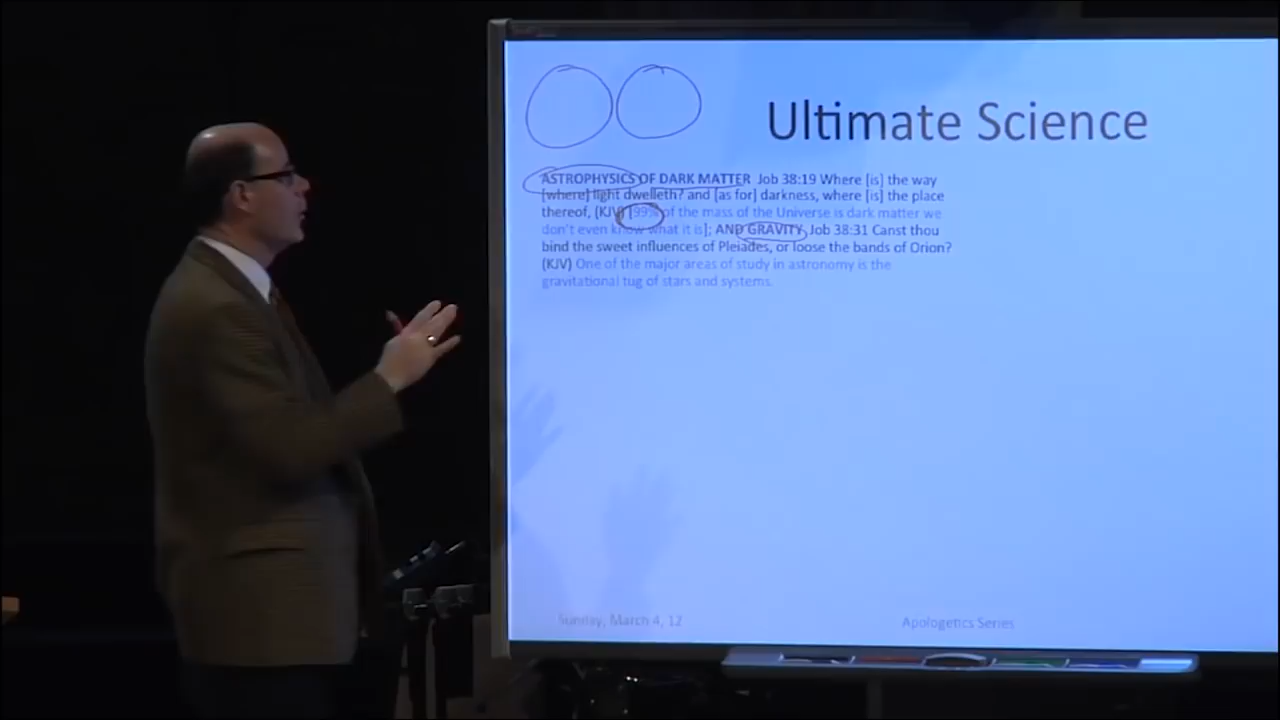 Ultimate Science
ASTROPHYSICS OF DARK MATTER Job 38:19 Where [is] the way
[where] light dwelleth? and [as for] darkness, where [is] the place
thereof, (KJV) [99% of the mass of the Universe is dark matter we
don't even know what it is]; AND GRAVITY Job 38:31 Canst thou
bind the sweet influences of Pleiades, or loose the bands of Orion?
(KJV) One of the major areas of study in astronomy is the
gravitational tug of stars and systems.
Sunday, March 4, 12
Apologetics Series